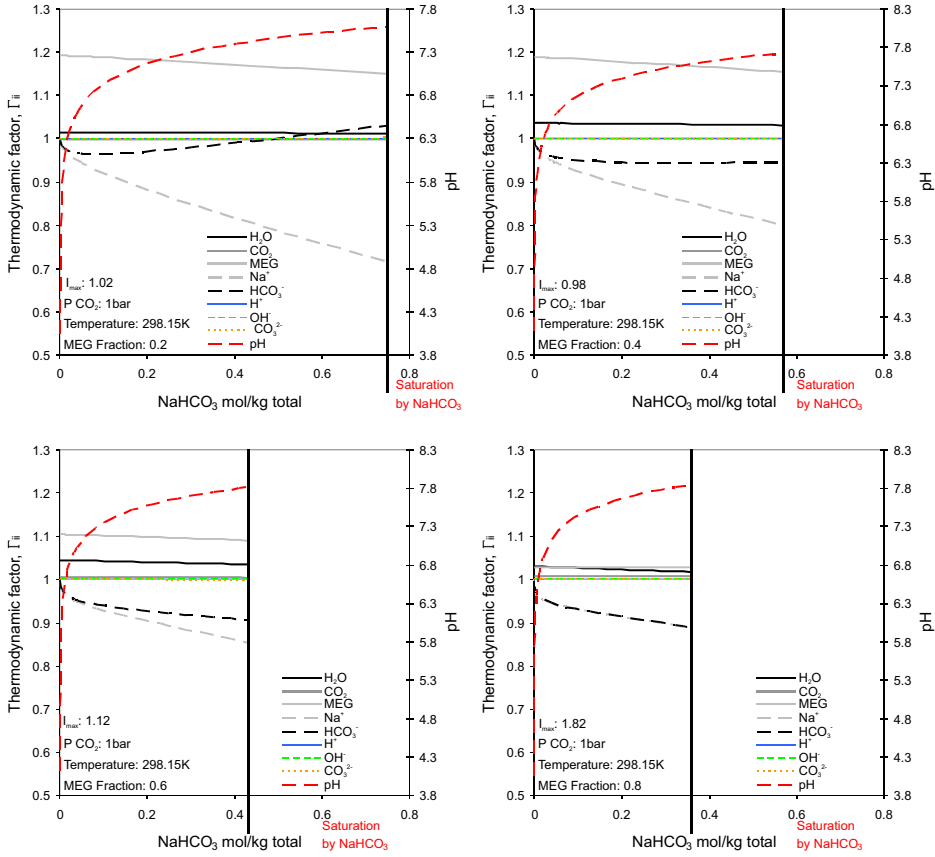 1.3
1.2
1.1
1
0.9
0.8
0.7
0.6
0.5
Thermodynamic factor, Γii
7.8
7.3
6.8
6.3
5.8
5.3
4.8
4.3
3.8
pH
H₂O
CO₂
MEG
Na⁺
HCO₃⁻
H⁺
OH⁻
CO₃²⁻
pH
Imax: 1.02
P CO₂: 1bar
Temperature: 298.15K
MEG Fraction: 0.2
0 0.2 0.4 0.6 0.8
NaHCO₃ mol/kg total
Saturation
by NaHCO₃
1.3
1.2
1.1
1
0.9
0.8
0.7
0.6
0.5
Thermodynamic factor, Γii
8.3
7.8
7.3
6.8
6.3
5.8
5.3
4.8
4.3
3.8
pH
H₂O
CO₂
MEG
Na⁺
HCO₃⁻
H⁺
OH⁻
CO₃²⁻
pH
Imax: 0.98
P CO₂: 1bar
Temperature: 298.15K
MEG Fraction: 0.4
0 0.2 0.4 0.6 0.8
NaHCO₃ mol/kg total
Saturation
by NaHCO₃
1.3
1.2
1.1
1
0.9
0.8
0.7
0.6
0.5
Thermodynamic factor, Γii
8.3
7.8
7.3
6.8
6.3
5.8
5.3
4.8
4.3
3.8
pH
H₂O
CO₂
MEG
Na⁺
HCO₃⁻
H⁺
OH⁻
CO₃²⁻
pH
Imax: 1.12
P CO₂: 1bar
Temperature: 298.15K
MEG Fraction: 0.6
0 0.2 0.4 0.6 0.8
NaHCO₃ mol/kg total
Saturation
by NaHCO₃
1.3
1.2
1.1
1
0.9
0.8
0.7
0.6
0.5
Thermodynamic factor, Γii
8.3
7.8
7.3
6.8
6.3
5.8
5.3
4.8
4.3
3.8
pH
H₂O
CO₂
MEG
Na⁺
HCO₃⁻
H⁺
OH⁻
CO₃²⁻
pH
Imax: 1.82
P CO₂: 1bar
Temperature: 298.15K
MEG Fraction: 0.8
0 0.2 0.4 0.6 0.8
NaHCO₃ mol/kg total
Saturation
by NaHCO₃